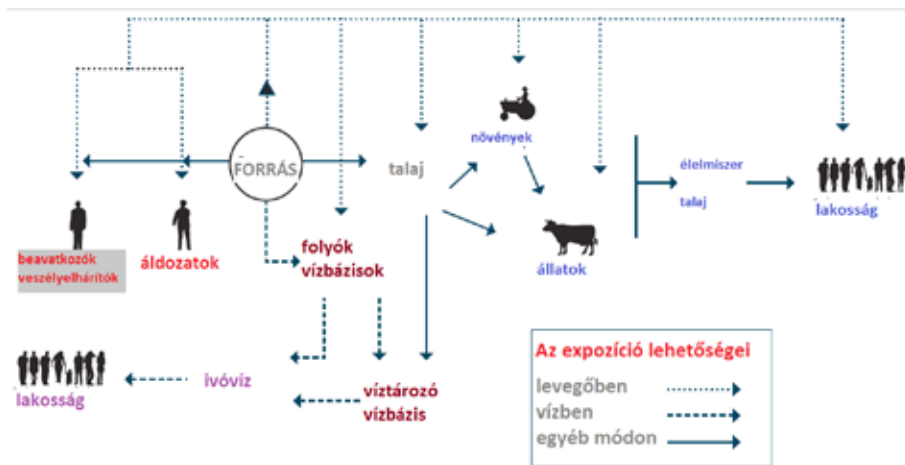 FORRÁS
talaj
növények
élelmiszer
talaj
lakosság
beavatkozók
veszélyelhárítók
áldozatok
folyók
vízbázisok
állatok
lakosság
ivóvíz
víztározó
vízbázis
Az expozíció lehetőségei
levegőben
vízben
egyéb módon